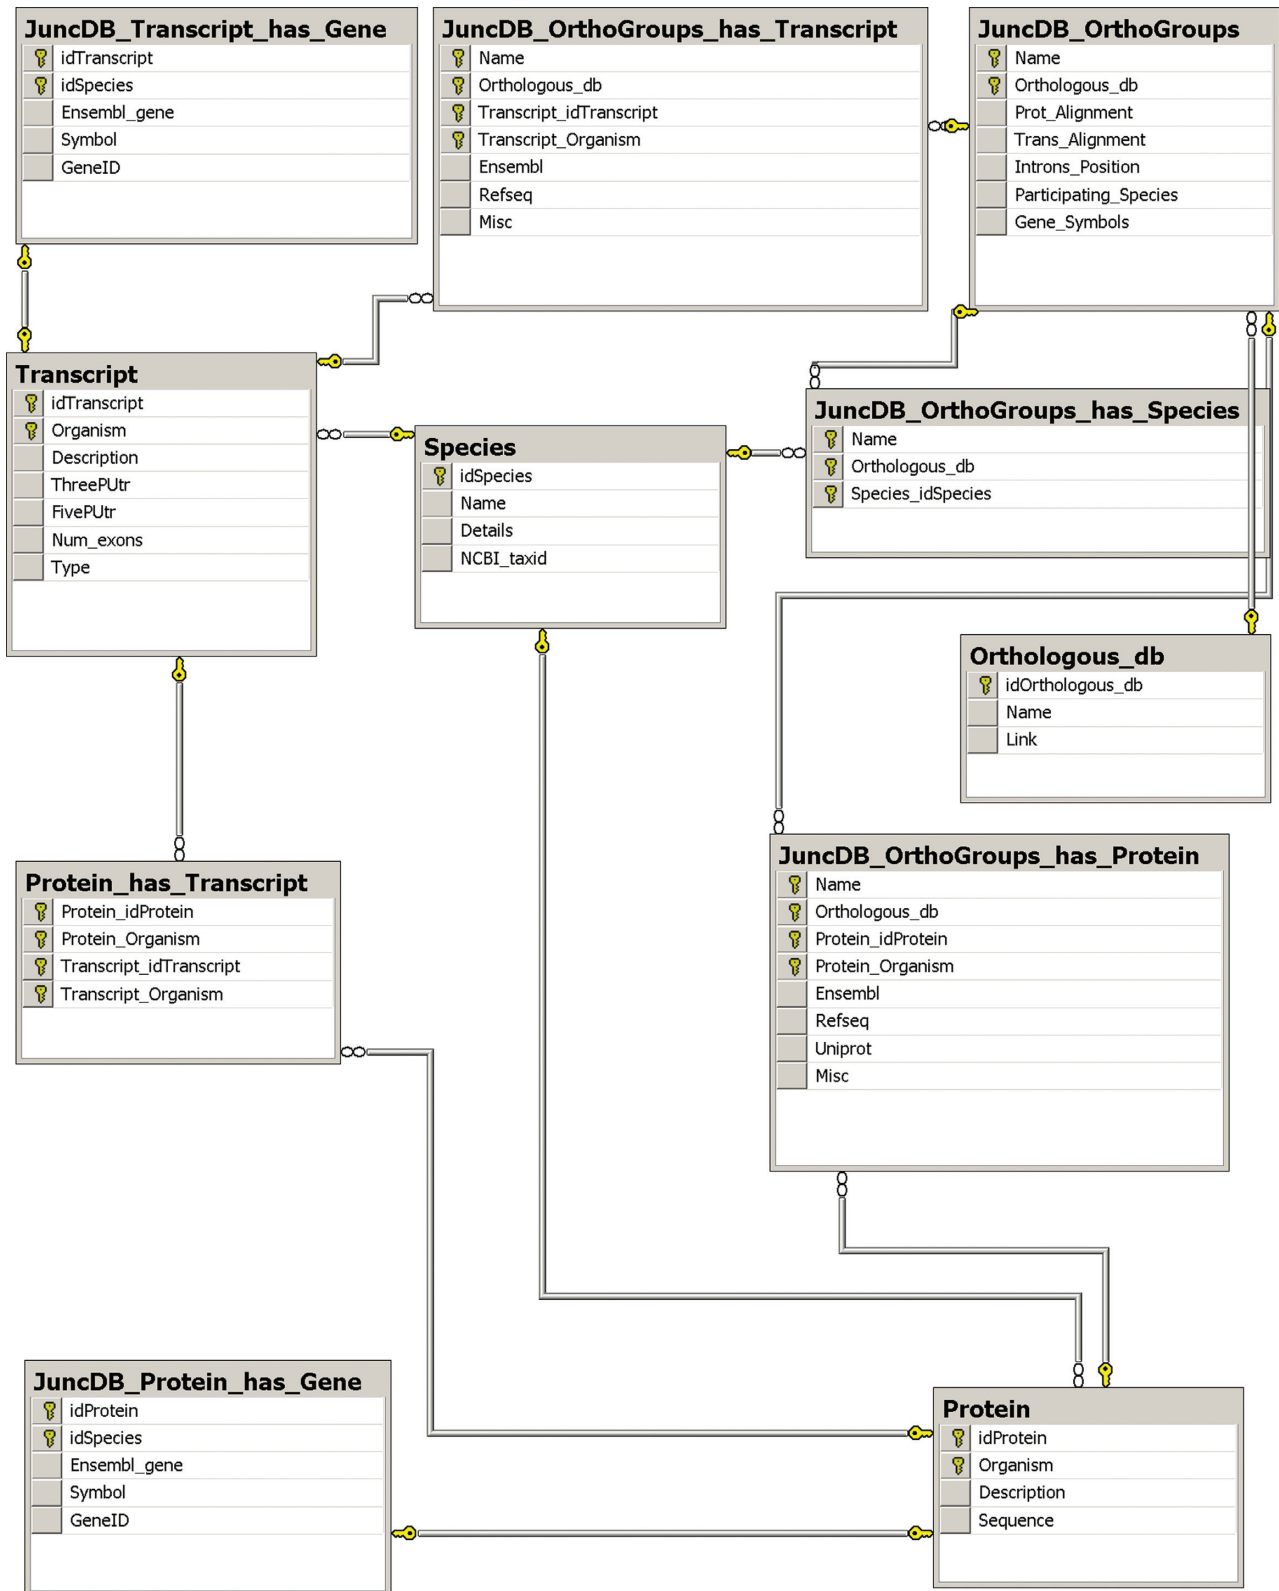 JuncDB_Transcript_has_Gene
idTranscript
idSpecies
Ensembl_gene
Symbol
GeneID
JuncDB_OrthoGroups_has_Transcript
Name
Orthologous_db
Transcript_idTranscript
Transcript_Organism
Ensembl
Refseq
Misc
JuncDB_OrthoGroups
Name
Orthologous_db
Prot_Alignment
Trans_Alignment
Introns_Position
Participating_Species
Gene_Symbols
Transcript
idTranscript
Organism
Description
ThreePUtr
FivePUtr
Num_exons
Type
Species
idSpecies
Name
Details
NCBI_taxid
JuncDB_OrthoGroups_has_Species
Name
Orthologous_db
Species_idSpecies
Orthologous_db
idOrthologous_db
Name
Link
Protein_has_Transcript
Protein_idProtein
Protein_Organism
Transcript_idTranscript
Transcript_Organism
JuncDB_OrthoGroups_has_Protein
Name
Orthologous_db
Protein_idProtein
Protein_Organism
Ensembl
Refseq
Uniprot
Misc
JuncDB_Protein_has_Gene
idProtein
idSpecies
Ensembl_gene
Symbol
GeneID
Protein
idProtein
Organism
Description
Sequence